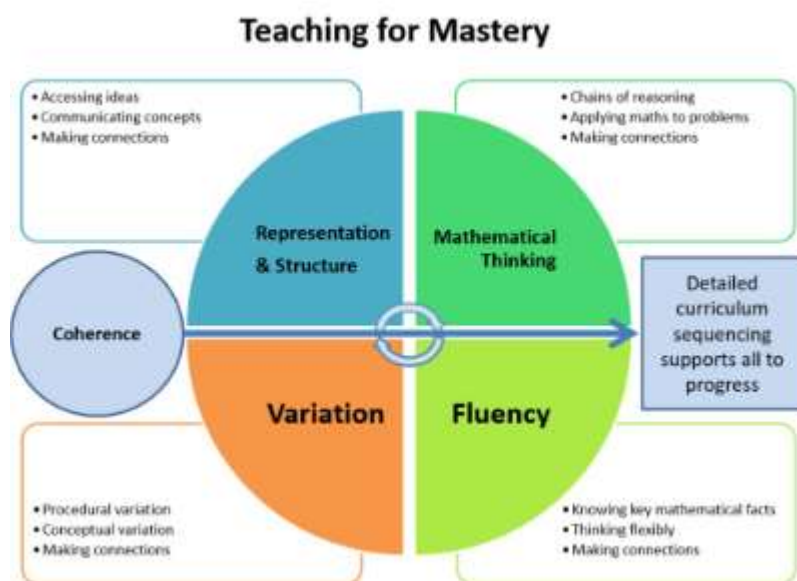 Teaching for Mastery
• Accessing ideas
• Communicating concepts
• Making connections
• Chains of reasoning
• Applying maths to problems
• Making connections
Representation
& Structure
Mathematical
Thinking
Coherence
Detailed
curriculum
sequencing
supports all to
progress
Variation
Fluency
• Procedural variation
• Conceptual variation
• Making connections
• Knowing key mathematical facts
• Thinking flexibly
• Making connections